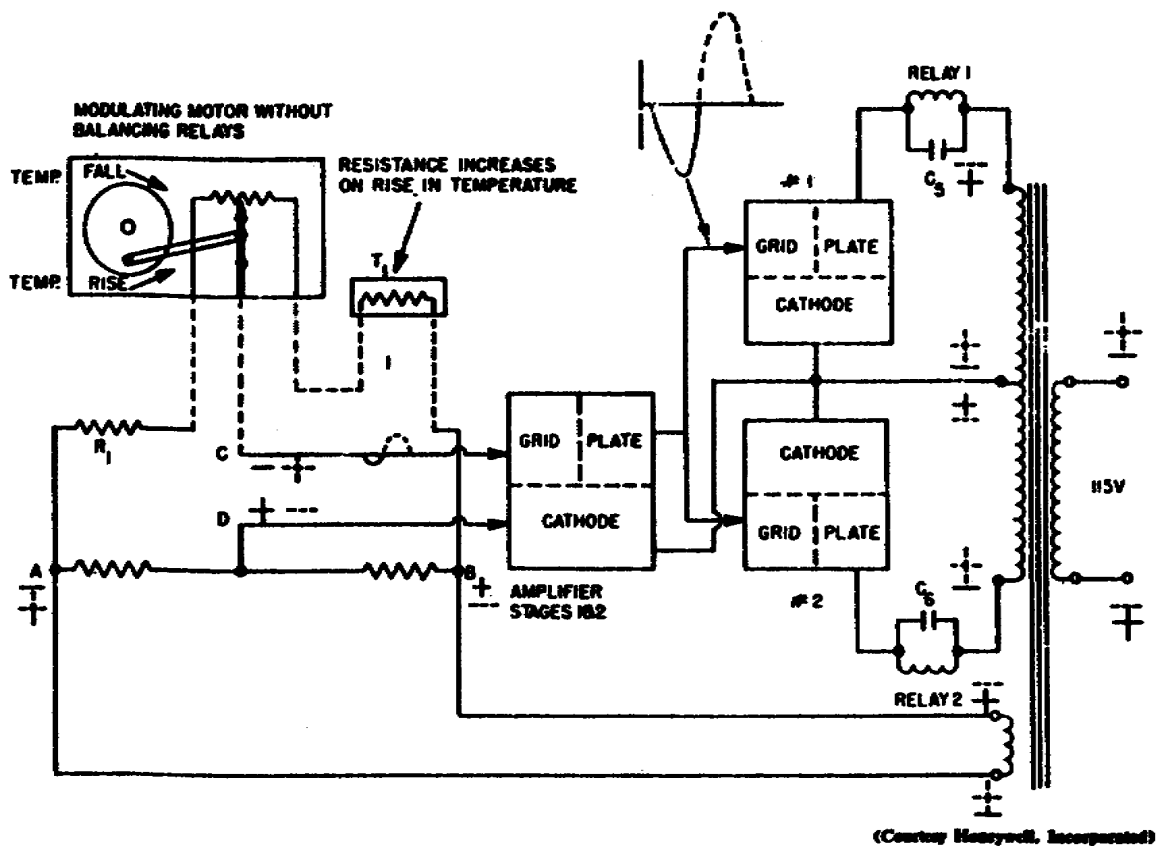 RELAY 1
MODULATING MOTOR WITHOUT
BALANCING RELAYS
RESISTANCE INCREASES
ON RISE IN TEMPERATURE
TEMP. FALL
C5
#1
T1
GRID PLATE
CATHODE
TEMP. RISE
1
R1
C
GRID PLATE
CATHODE
CATHODE
115V
D
GRID PLATE
A
B
AMPLIFIER
STAGES 1&2
#2
C6
RELAY 2
(Courtesy Honeywell, Incorporated)